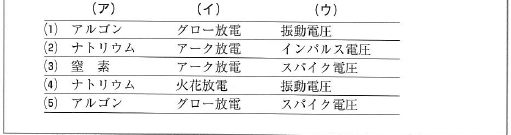 (ア) (イ) (ウ)
(1) アルゴン グロー放電 振動電圧
(2) ナトリウム アーク放電 インパルス電圧
(3) 窒素 アーク放電 スパイク電圧
(4) ナトリウム 火花放電 振動電圧
(5) アルゴン グロー放電 スパイク電圧